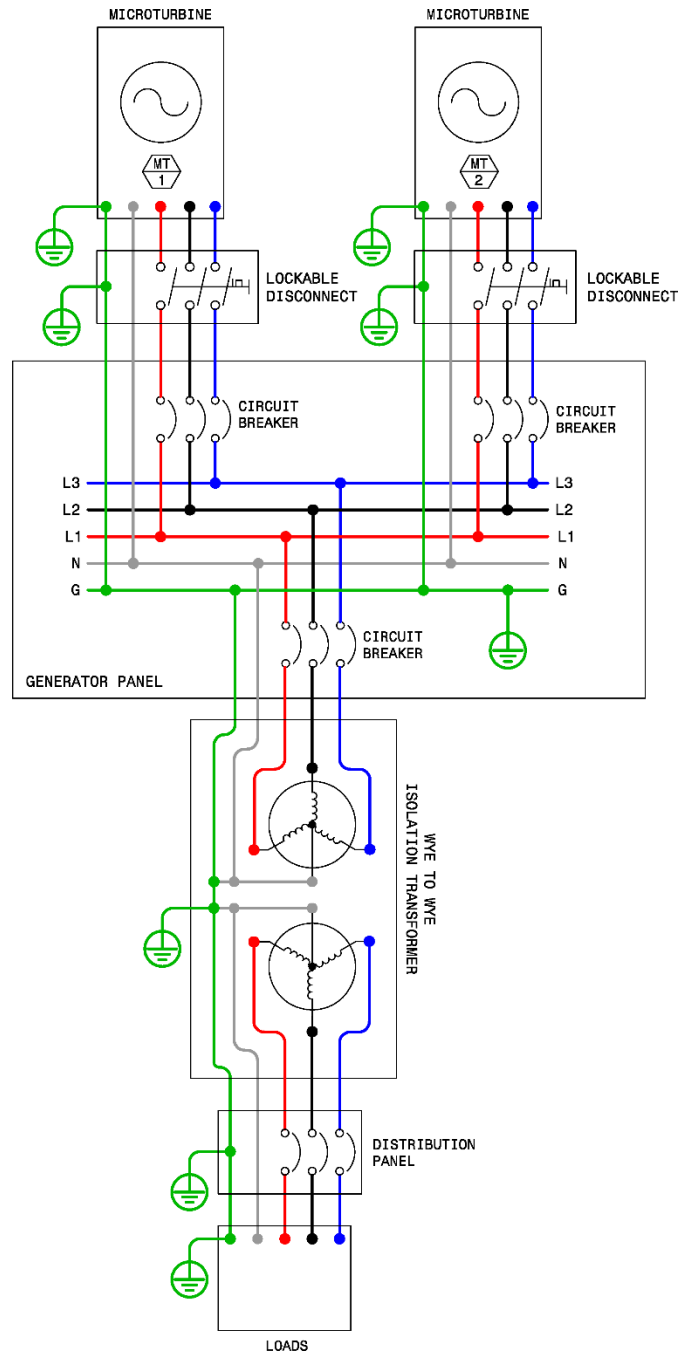 MICROTURBINE
MICROTURBINE
MT
1
MT
2
LOCKABLE
DISCONNECT
LOCKABLE
DISCONNECT
CIRCUIT
BREAKER
CIRCUIT
BREAKER
L3
L3
L2
L2
L1
L1
N
N
G
G
CIRCUIT
BREAKER
GENERATOR PANEL
WYE TO WYE
ISOLATION TRANSFORMER
DISTRIBUTION
PANEL
LOADS